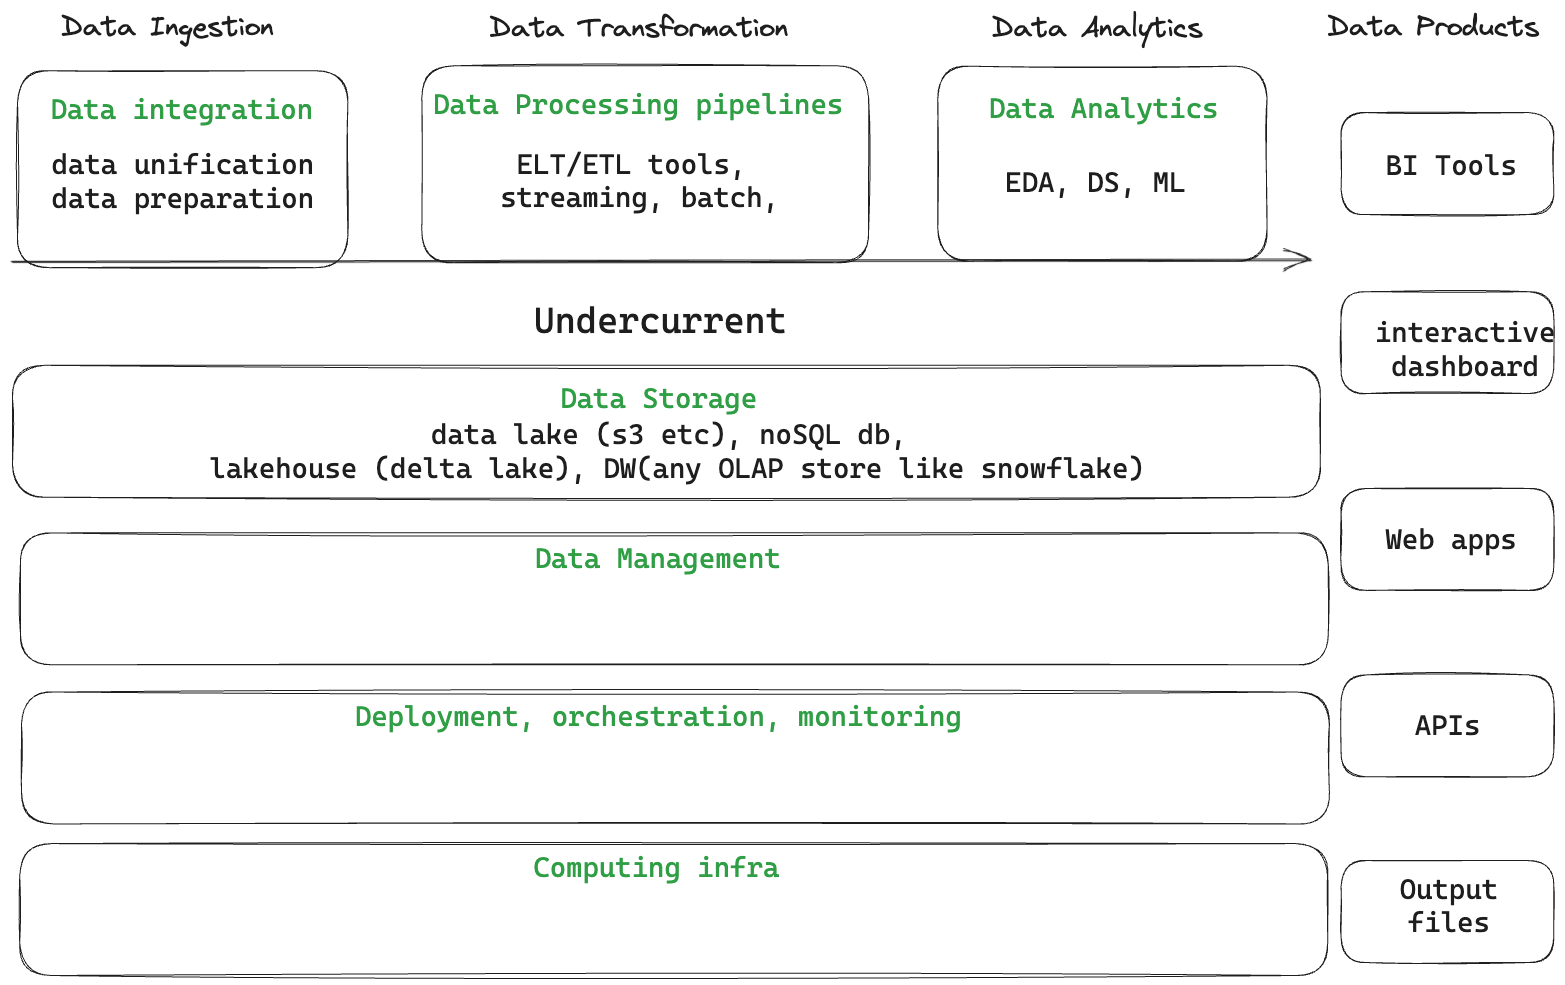 Data Ingestion
Data Transformation
Data Analytics
Data Products
Data integration
data unification
data preparation
Data Processing pipelines
ELT/ETL tools,
streaming, batch,
Data Analytics
EDA, DS, ML
BI Tools
Undercurrent
interactive
dashboard
Data Storage
data lake (s3 etc), noSQL db,
lakehouse (delta lake), DW(any OLAP store like snowflake)
Web apps
Data Management
Deployment, orchestration, monitoring
APIs
Computing infra
Output
files